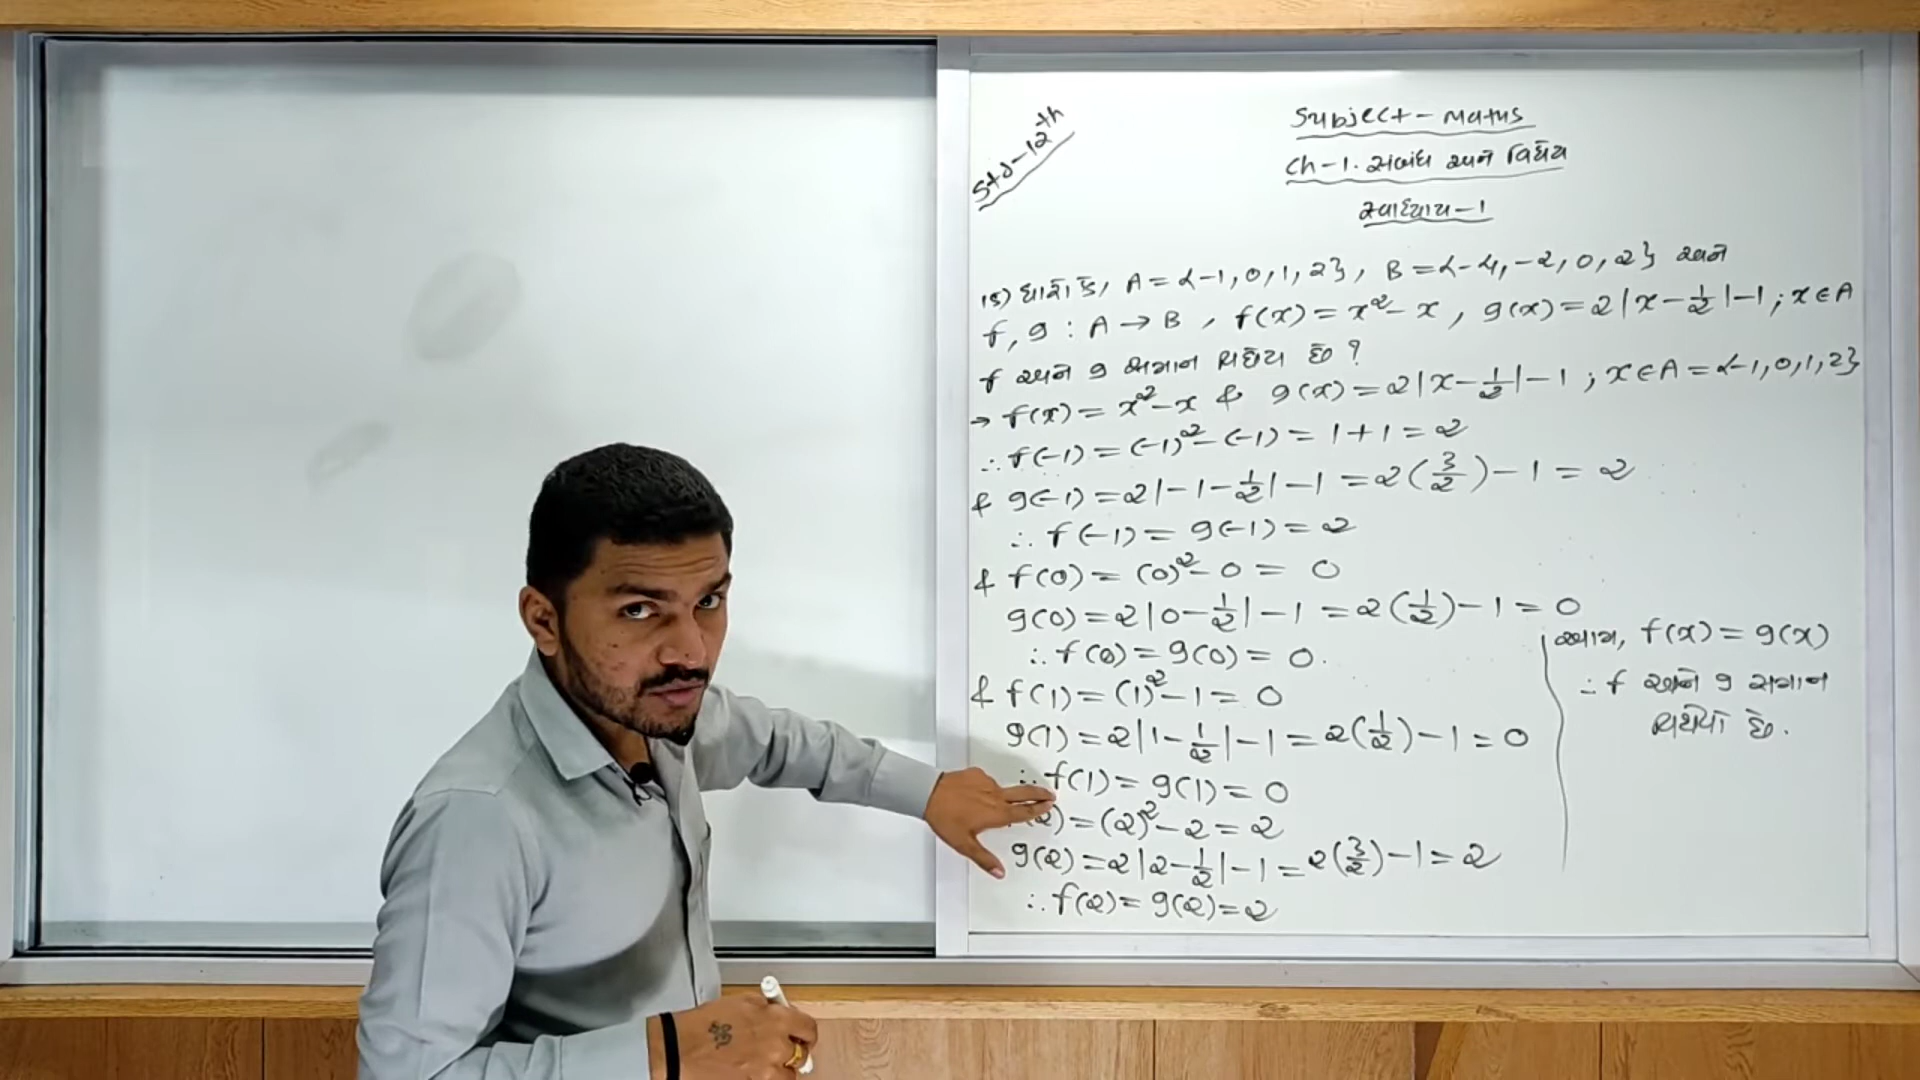 Std-12th
Subject - Maths
Ch-1. સંબંધ અને વિધેય
સ્વાધ્યાય-1
15) ધારો કે, A = {-1, 0, 1, 2}, B = {-4, -2, 0, 2} અને
f, g : A → B, f(x) = x² - x, g(x) = 2|x - 1/2| - 1 ; x ∈ A
f અને g સમાન વિધેય છે ?
→ f(x) = x² - x & g(x) = 2|x - 1/2| - 1 ; x ∈ A = {-1, 0, 1, 2}
∴ f(-1) = (-1)² - (-1) = 1 + 1 = 2
& g(-1) = 2|-1 - 1/2| - 1 = 2(3/2) - 1 = 2
∴ f(-1) = g(-1) = 2
& f(0) = (0)² - 0 = 0
g(0) = 2|0 - 1/2| - 1 = 2(1/2) - 1 = 0
∴ f(0) = g(0) = 0.
& f(1) = (1)² - 1 = 0
g(1) = 2|1 - 1/2| - 1 = 2(1/2) - 1 = 0
∴ f(1) = g(1) = 0
(2) = (2)² - 2 = 2
g(2) = 2|2 - 1/2| - 1 = 2(3/2) - 1 = 2
∴ f(2) = g(2) = 2
આમ, f(x) = g(x)
∴ f અને g સમાન
વિધેયો છે.